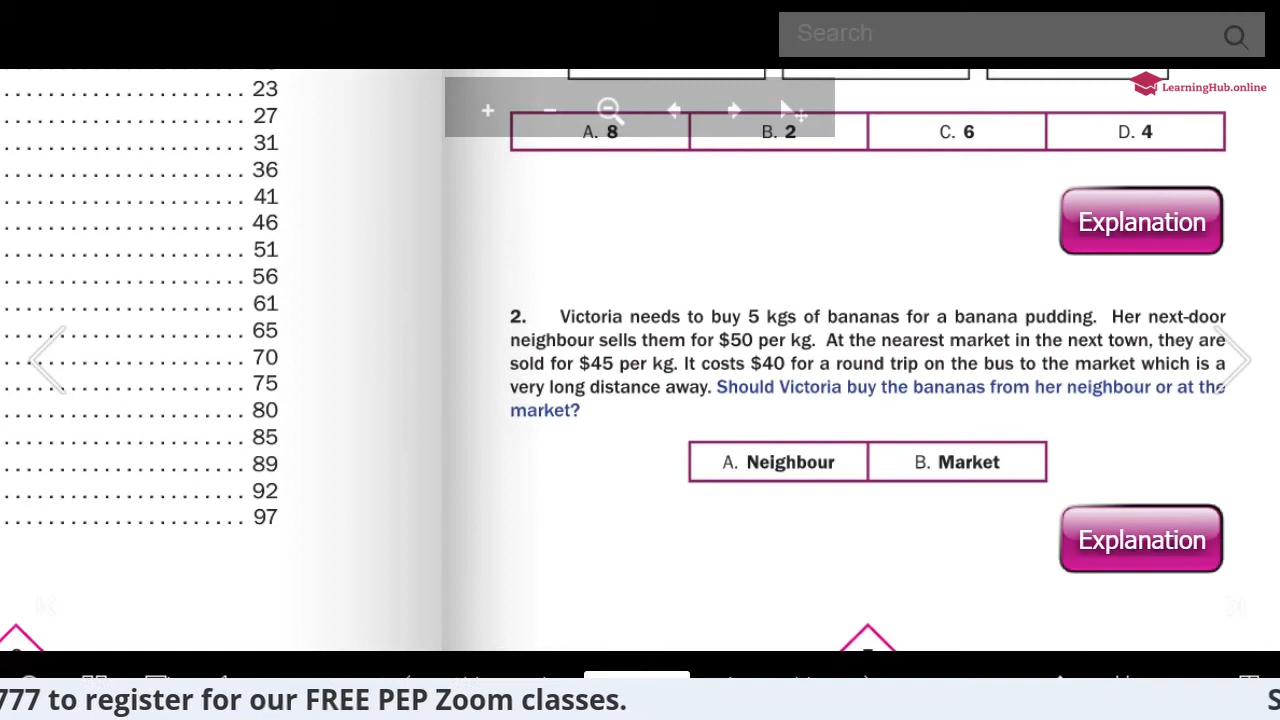 Search
LearningHub.online
. . . . . . . . . . . . . . . . . . . . . . 23
. . . . . . . . . . . . . . . . . . . . . . 27
. . . . . . . . . . . . . . . . . . . . . . 31
. . . . . . . . . . . . . . . . . . . . . . 36
. . . . . . . . . . . . . . . . . . . . . . 41
. . . . . . . . . . . . . . . . . . . . . . 46
. . . . . . . . . . . . . . . . . . . . . . 51
. . . . . . . . . . . . . . . . . . . . . . 56
. . . . . . . . . . . . . . . . . . . . . . 61
. . . . . . . . . . . . . . . . . . . . . . 65
. . . . . . . . . . . . . . . . . . . . . . 70
. . . . . . . . . . . . . . . . . . . . . . 75
. . . . . . . . . . . . . . . . . . . . . . 80
. . . . . . . . . . . . . . . . . . . . . . 85
. . . . . . . . . . . . . . . . . . . . . . 89
. . . . . . . . . . . . . . . . . . . . . . 92
. . . . . . . . . . . . . . . . . . . . . . 97
A. 8 B. 2 C. 6 D. 4
Explanation
2. Victoria needs to buy 5 kgs of bananas for a banana pudding. Her next-door
neighbour sells them for $50 per kg. At the nearest market in the next town, they are
sold for $45 per kg. It costs $40 for a round trip on the bus to the market which is a
very long distance away. Should Victoria buy the bananas from her neighbour or at the
market?
A. Neighbour B. Market
Explanation
777 to register for our FREE PEP Zoom classes. S